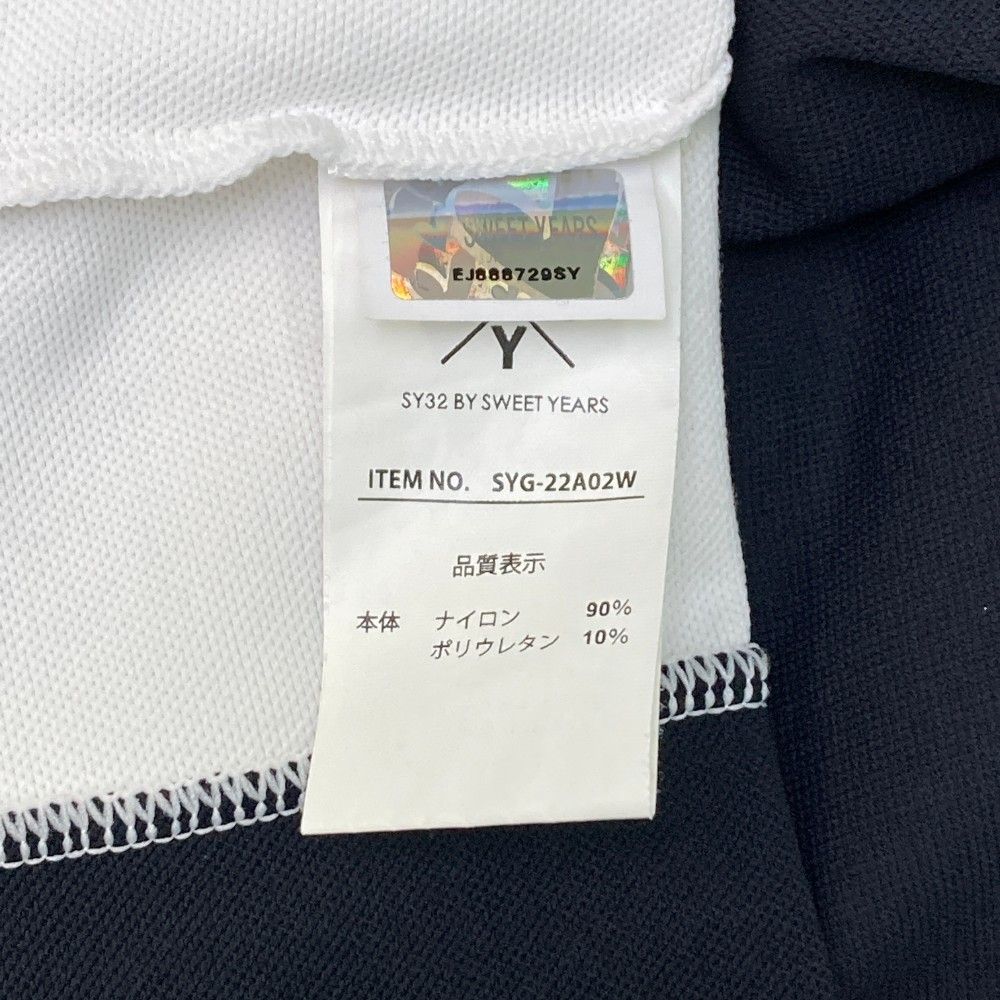 SWEET YEARS
EJ888729SY
Y
SY32 BY SWEET YEARS
ITEM NO. SYG-22A02W
品質表示
本体 ナイロン 90%
ポリウレタン 10%